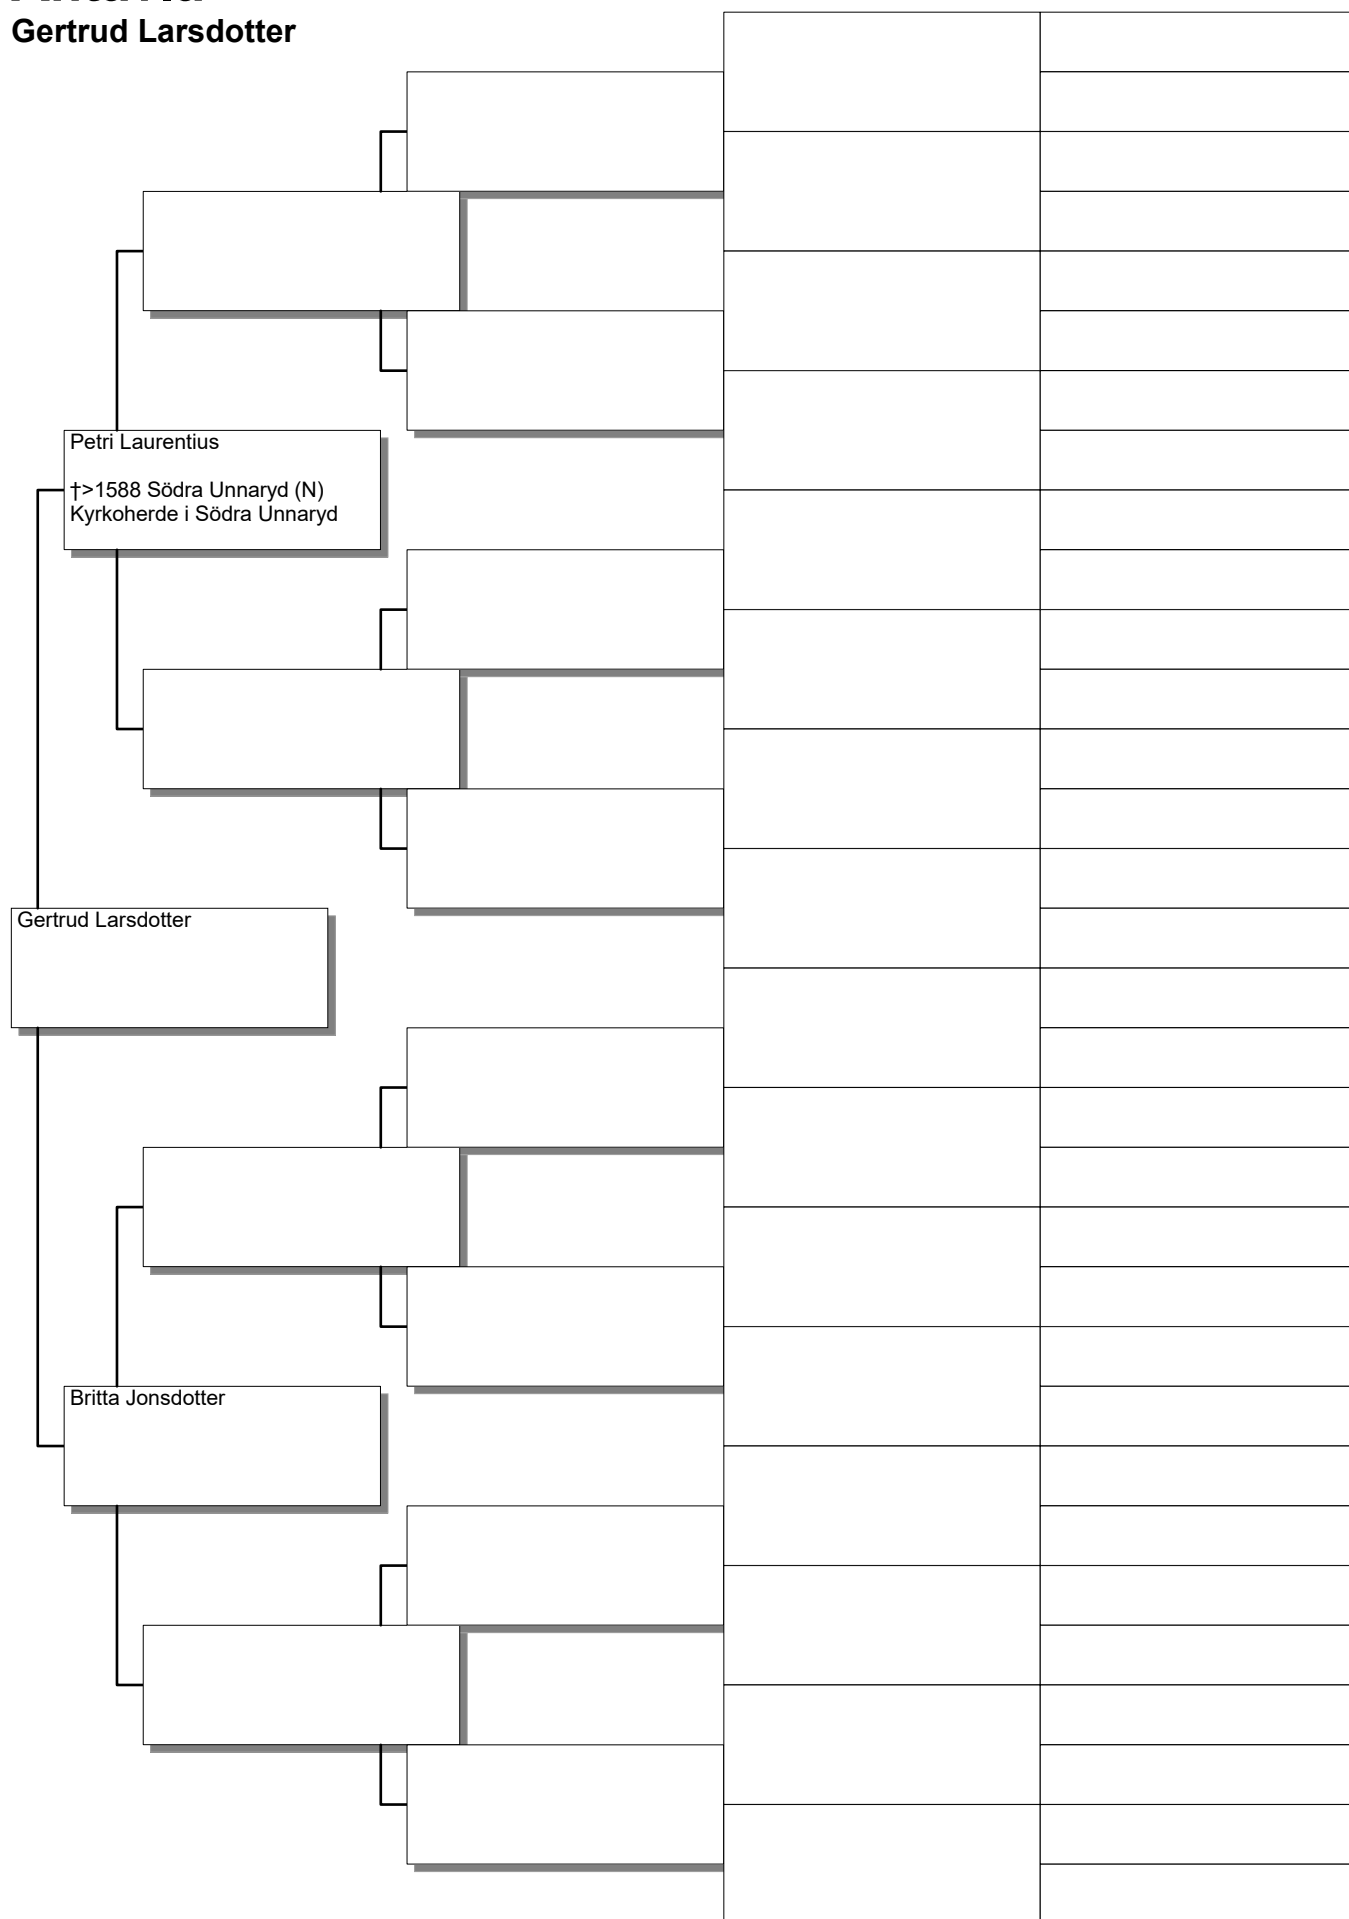 Gertrud Larsdotter
Petri Laurentius
†>1588 Södra Unnaryd (N)
Kyrkoherde i Södra Unnaryd
Gertrud Larsdotter
Britta Jonsdotter